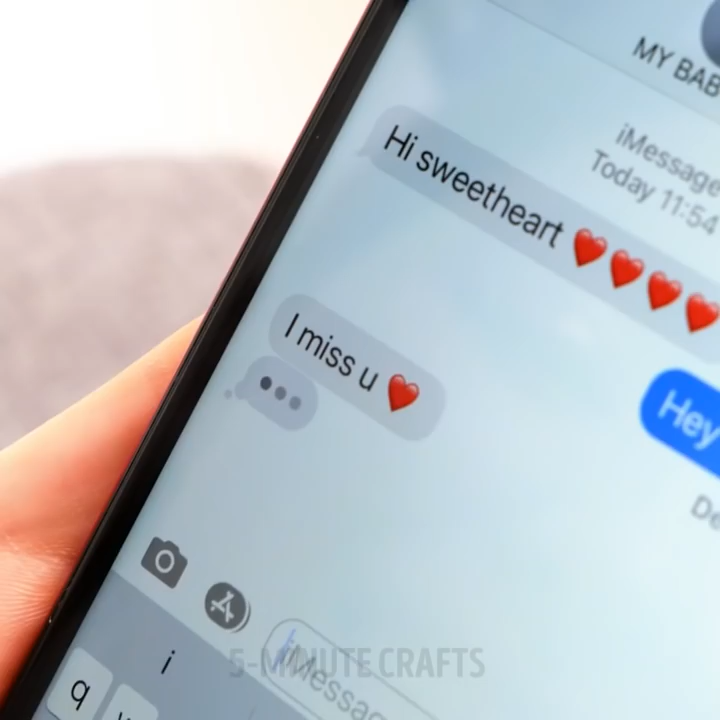 MY BAB
iMessage
Today 11:54
Hi sweetheart ❤️❤️❤️❤️
Hey
I miss u ❤️
De
iMessage
i
q w
5-MINUTE CRAFTS